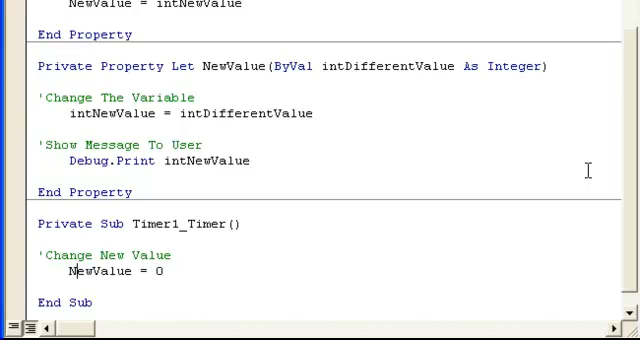 NewValue = intNewValue
End Property
Private Property Let NewValue(ByVal intDifferentValue As Integer)
'Change The Variable
intNewValue = intDifferentValue
'Show Message To User
Debug.Print intNewValue
End Property
Private Sub Timer1_Timer()
'Change New Value
NewValue = 0
End Sub